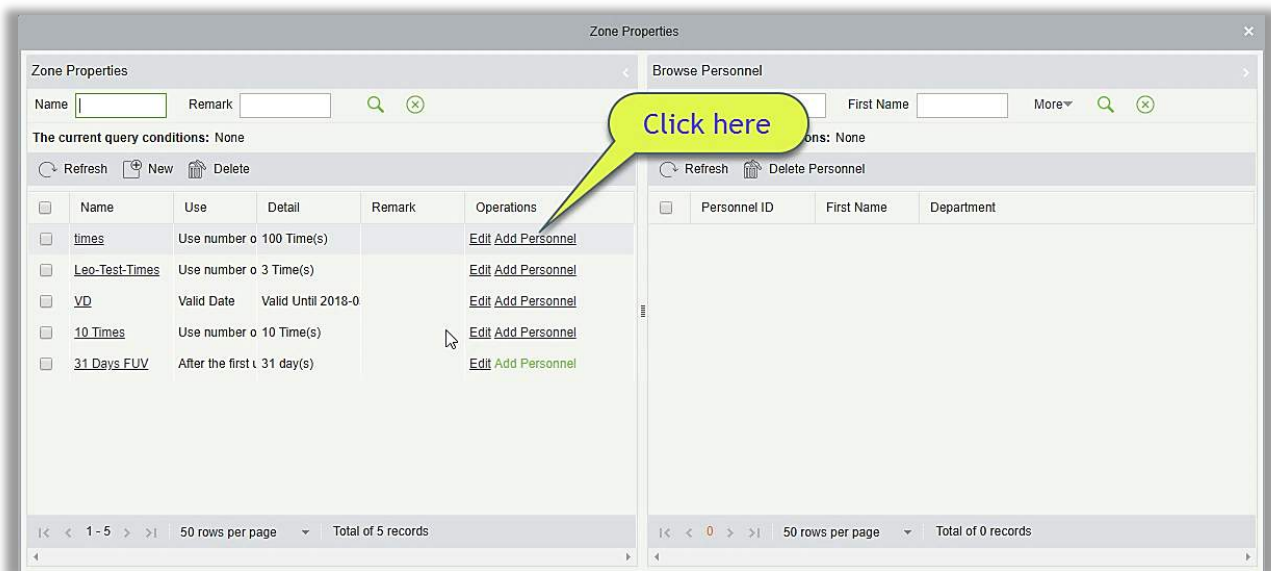 Zone Properties
Zone Properties
Name Remark
The current query conditions: None
Refresh New Delete
Name Use Detail Remark Operations
times Use number o 100 Time(s) Edit Add Personnel
Leo-Test-Times Use number o 3 Time(s) Edit Add Personnel
VD Valid Date Valid Until 2018-0 Edit Add Personnel
10 Times Use number o 10 Time(s) Edit Add Personnel
31 Days FUV After the first u 31 day(s) Edit Add Personnel
1 - 5 50 rows per page Total of 5 records
Click here
Browse Personnel
First Name More
ons: None
Refresh Delete Personnel
Personnel ID First Name Department
0 50 rows per page Total of 0 records